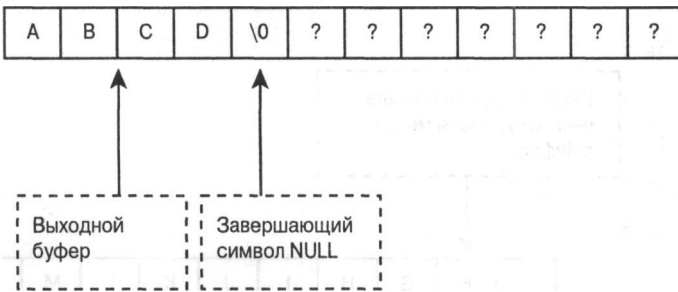 A B C D \0 ? ? ? ? ? ? ?
Выходной
буфер
Завершающий
символ NULL